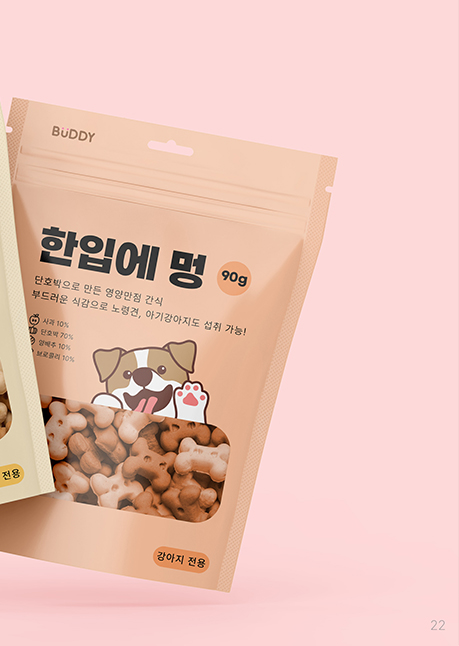 BÜDDY
한입에 멍
90g
단호박으로 만든 영양만점 간식
부드러운 식감으로 노령견, 아기강아지도 섭취 가능!
사과 10%
단호박 70%
양배추 10%
브로콜리 10%
전용
강아지 전용
22